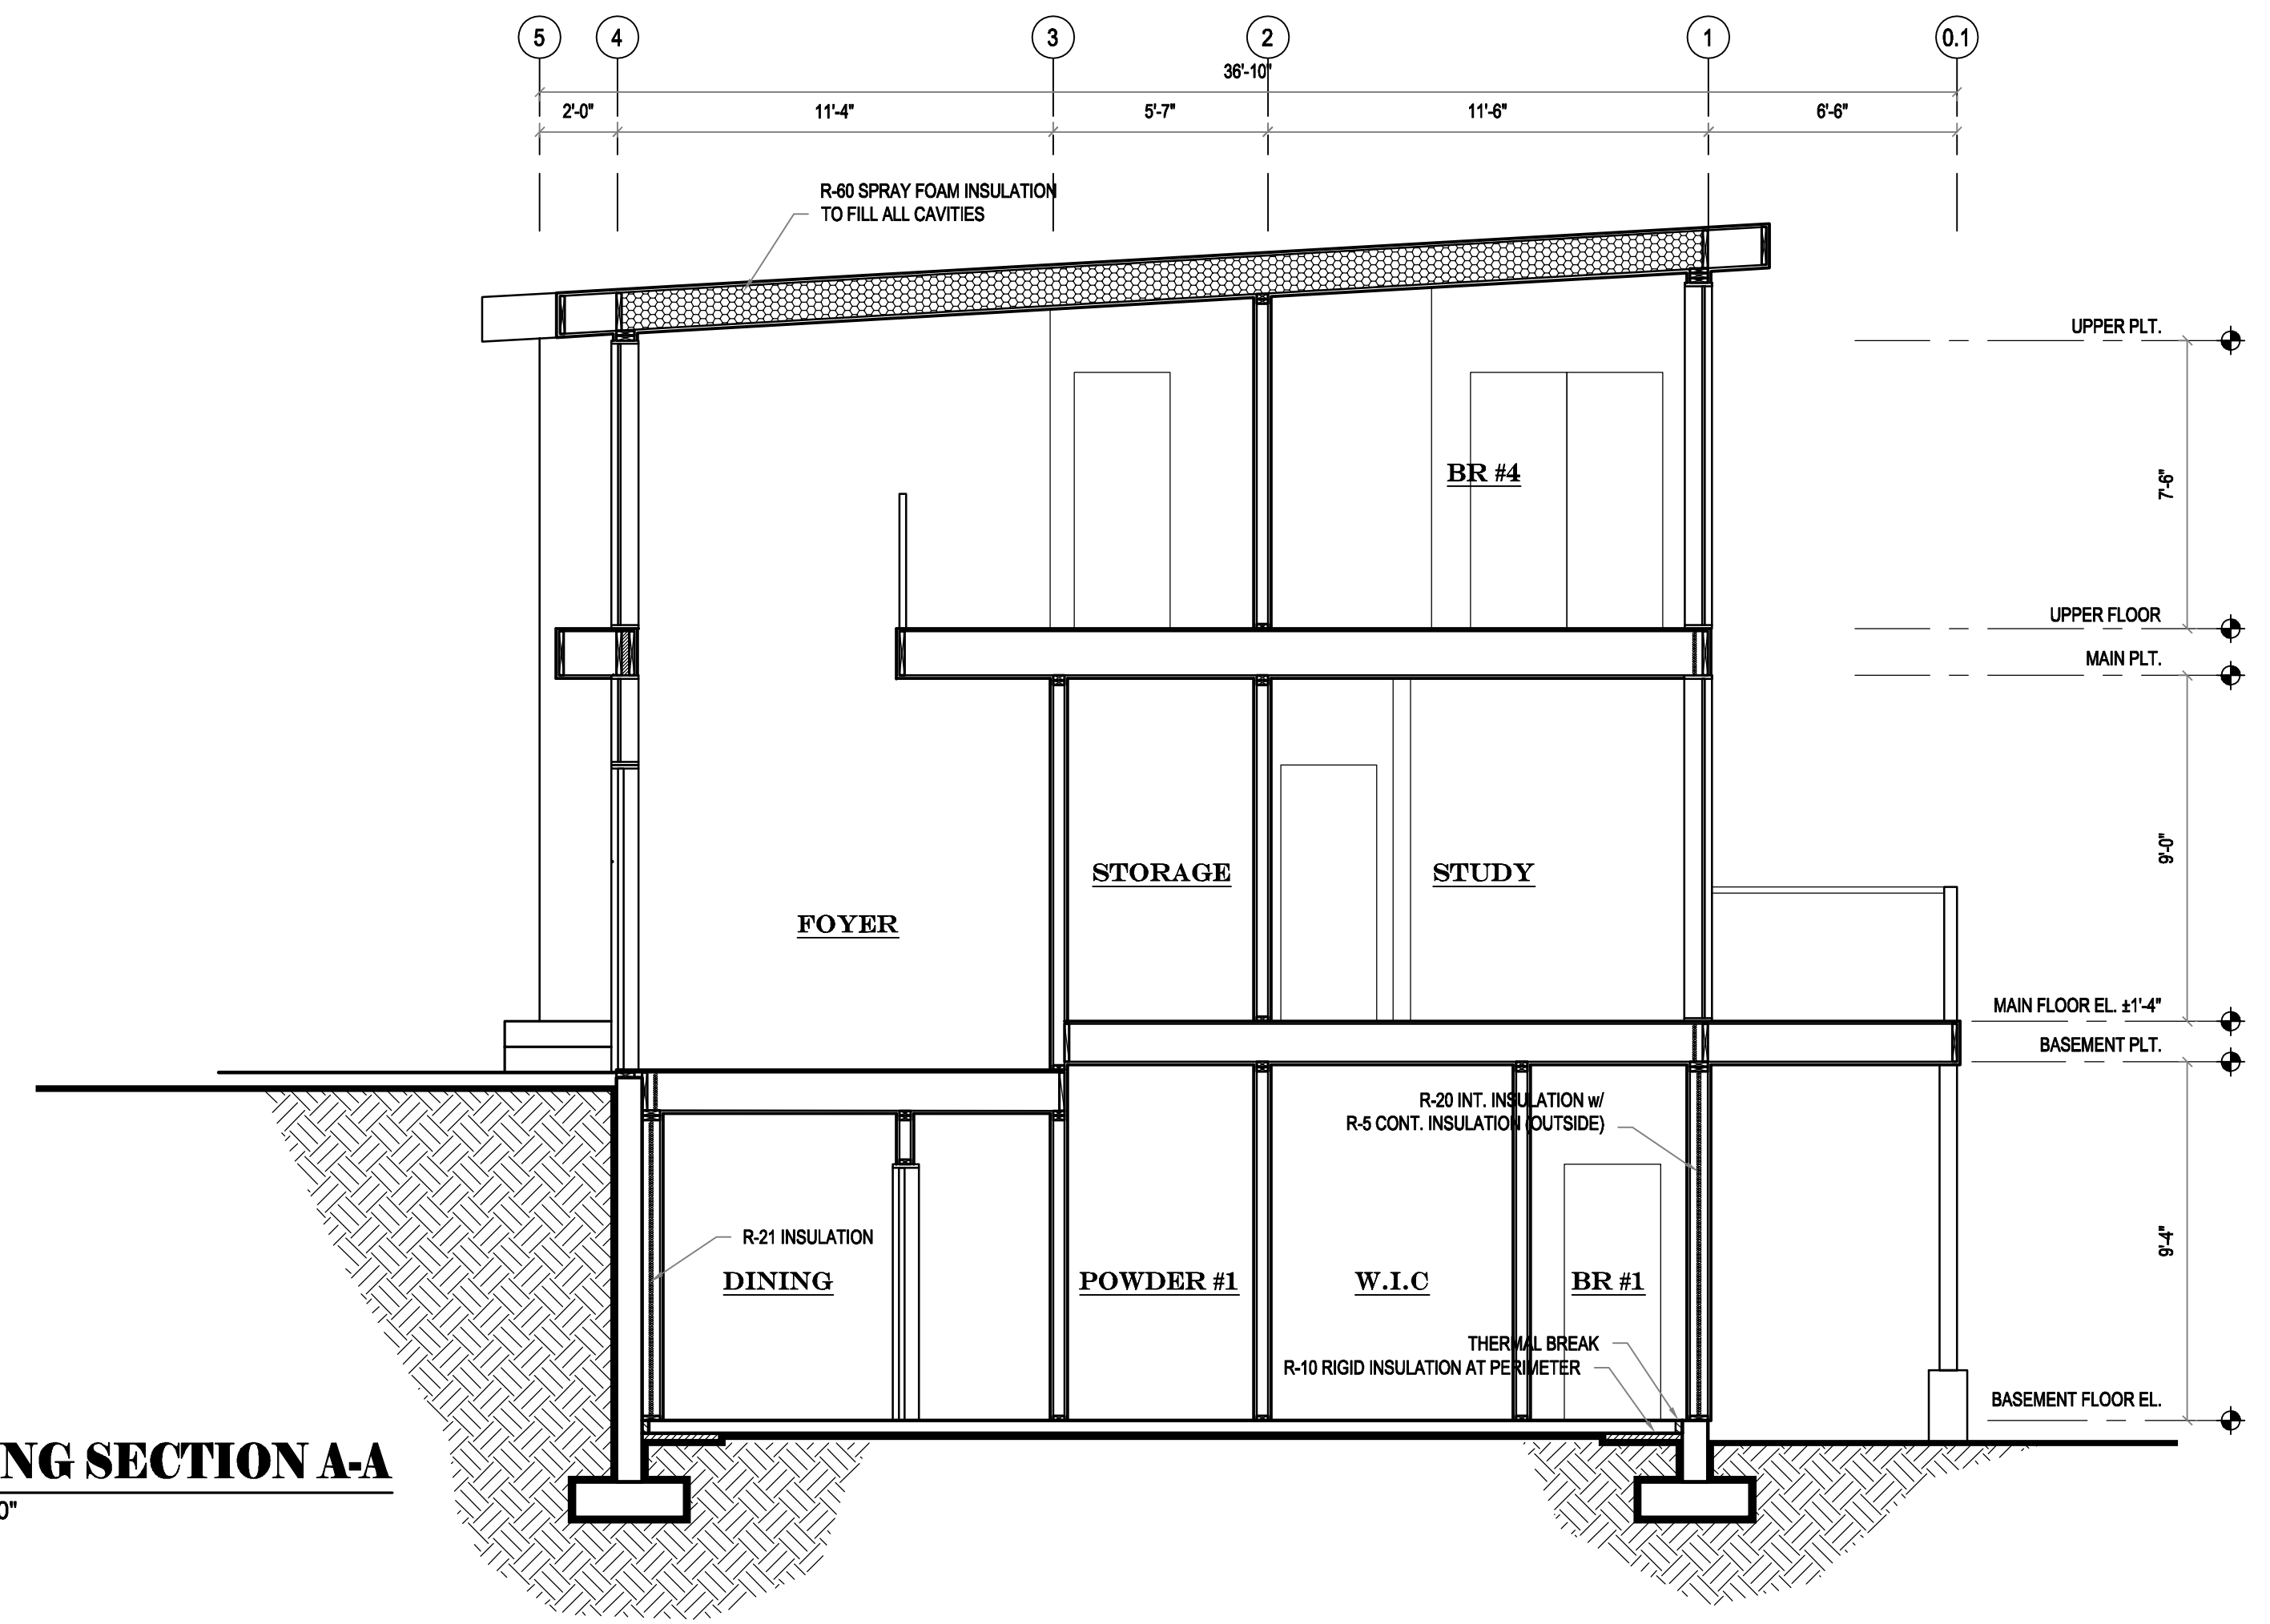 5 4 3 2 1 0.1
36'-10"
2'-0" 11'-4" 5'-7" 11'-6" 6'-6"
R-60 SPRAY FOAM INSULATION
TO FILL ALL CAVITIES
UPPER PLT.
7'-6"
BR #4
UPPER FLOOR
MAIN PLT.
9'-0"
STORAGE STUDY
FOYER
MAIN FLOOR EL. ±1'-4"
BASEMENT PLT.
R-20 INT. INSULATION w/
R-5 CONT. INSULATION (OUTSIDE)
9'-4"
R-21 INSULATION
DINING POWDER #1 W.I.C BR #1
THERMAL BREAK
R-10 RIGID INSULATION AT PERIMETER
BASEMENT FLOOR EL.
NG SECTION A-A
0"